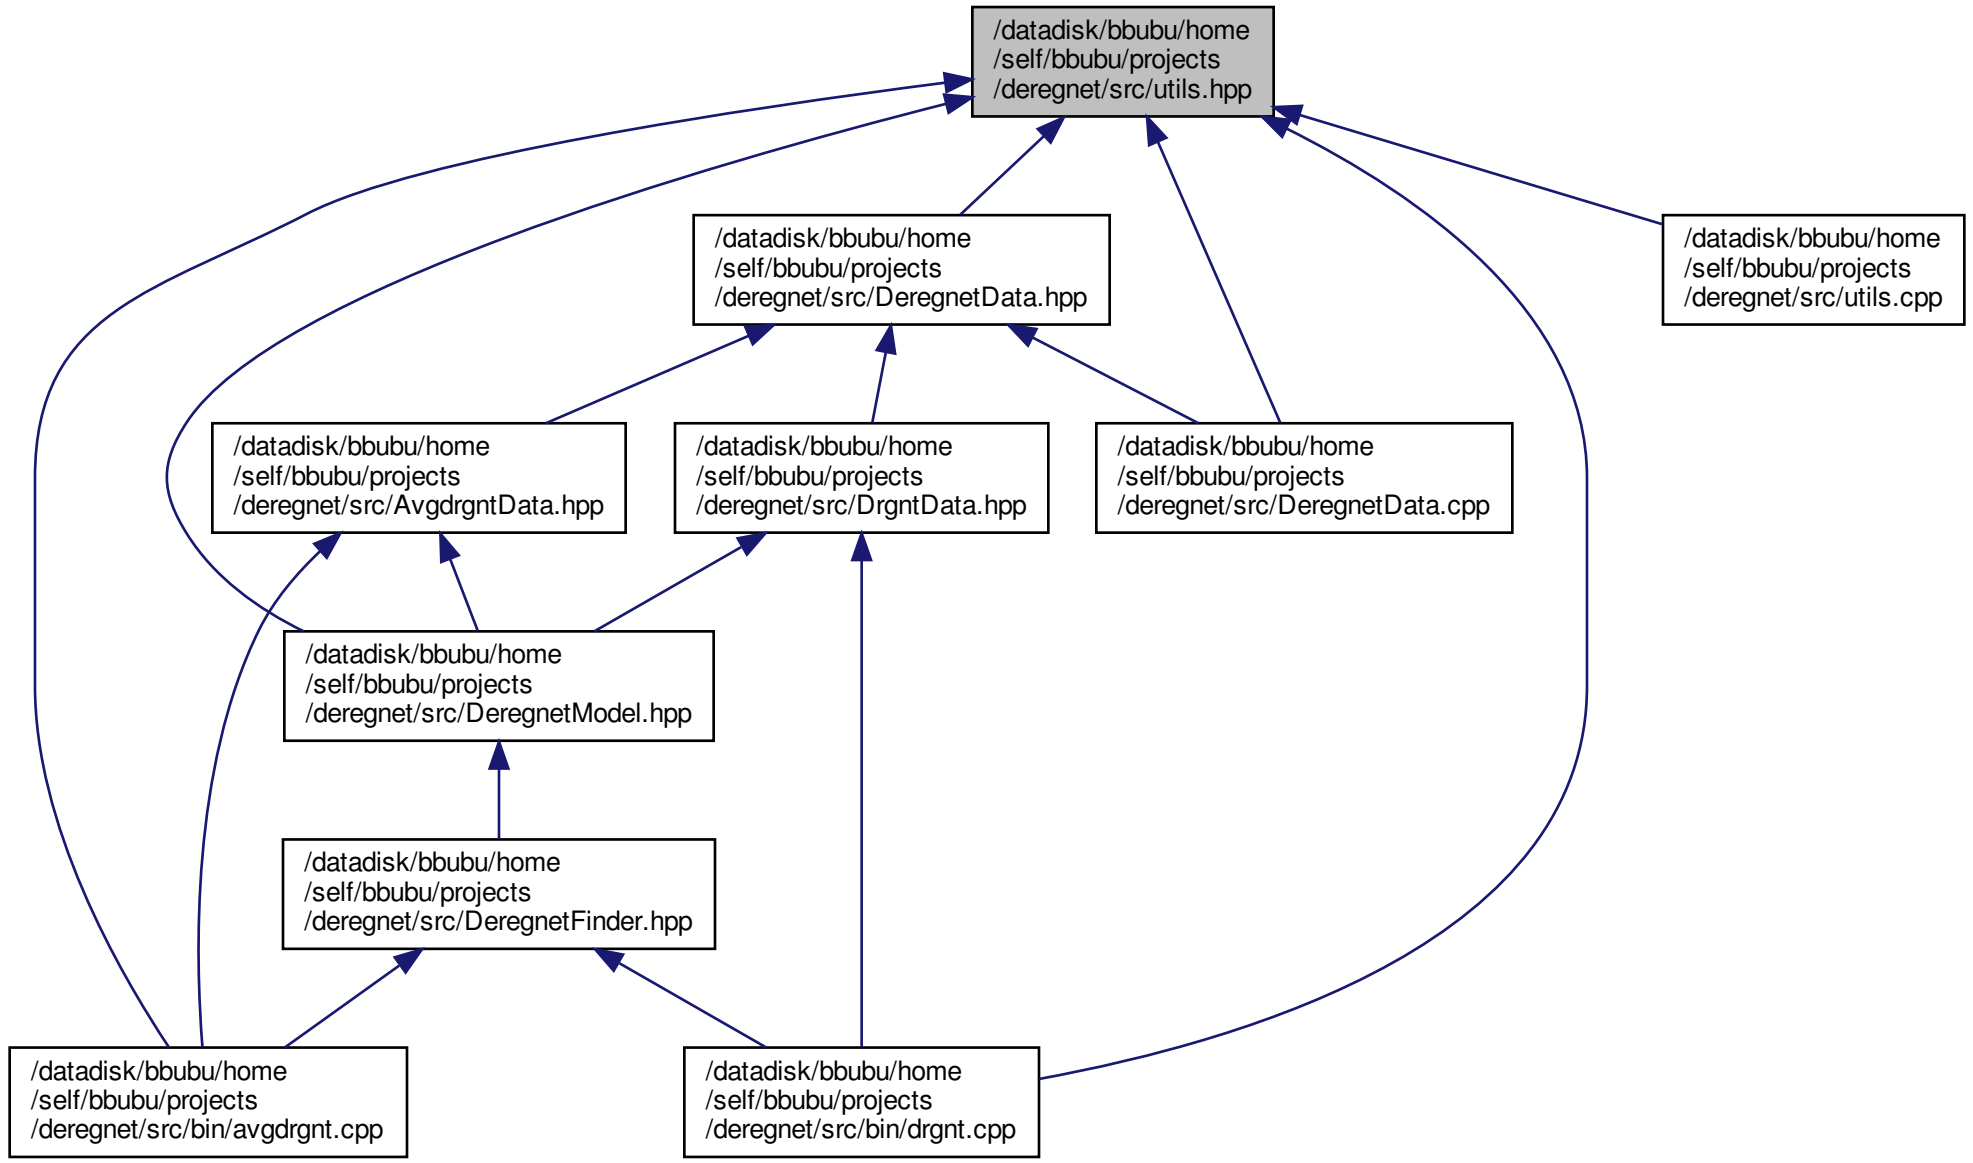 /datadisk/bbubu/home
/self/bbubu/projects
/deregnet/src/utils.hpp
/datadisk/bbubu/home
/self/bbubu/projects
/deregnet/src/DeregnetData.hpp
/datadisk/bbubu/home
/self/bbubu/projects
/deregnet/src/utils.cpp
/datadisk/bbubu/home
/self/bbubu/projects
/deregnet/src/AvgdrgntData.hpp
/datadisk/bbubu/home
/self/bbubu/projects
/deregnet/src/DrgntData.hpp
/datadisk/bbubu/home
/self/bbubu/projects
/deregnet/src/DeregnetData.cpp
/datadisk/bbubu/home
/self/bbubu/projects
/deregnet/src/DeregnetModel.hpp
/datadisk/bbubu/home
/self/bbubu/projects
/deregnet/src/DeregnetFinder.hpp
/datadisk/bbubu/home
/self/bbubu/projects
/deregnet/src/bin/avgdrgnt.cpp
/datadisk/bbubu/home
/self/bbubu/projects
/deregnet/src/bin/drgnt.cpp